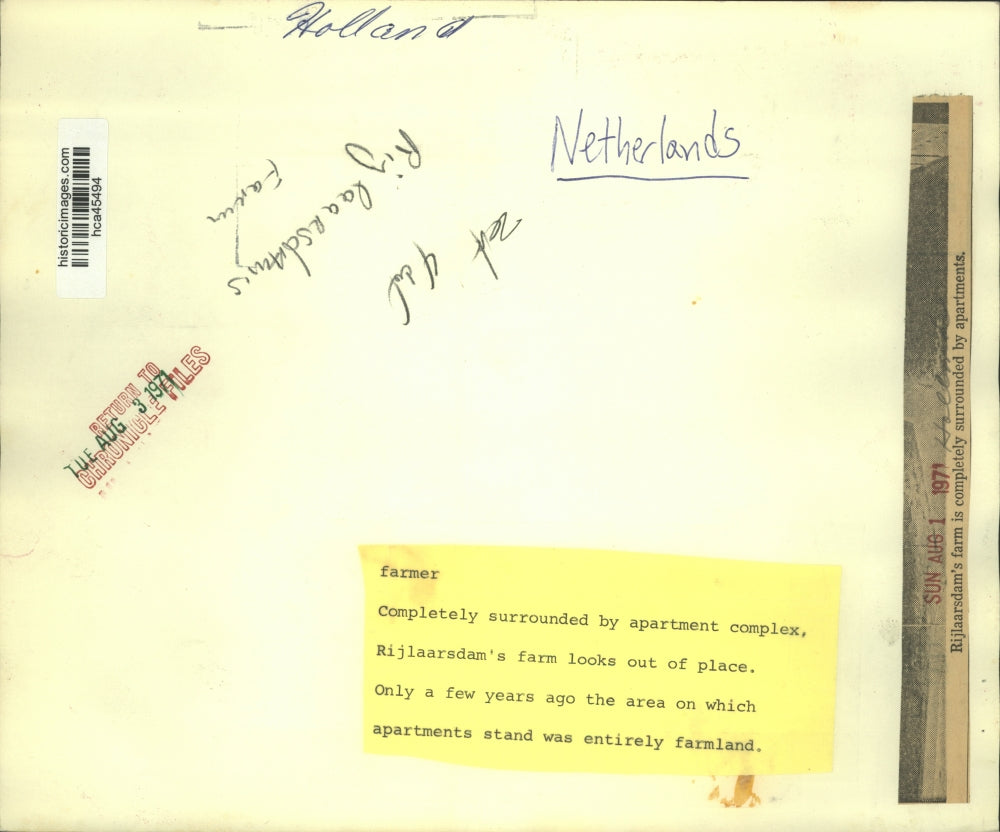 Holland
Netherlands
historicimages.com
hca45494
Rijlaarsdam's
Farm
RETURN TO
TUE AUG 3 1971
CHRONICLE FILES
farmer
Completely surrounded by apartment complex,
Rijlaarsdam's farm looks out of place.
Only a few years ago the area on which
apartments stand was entirely farmland.
SUN AUG 1 1971
Holland
Rijlaarsdam's farm is completely surrounded by apartments.